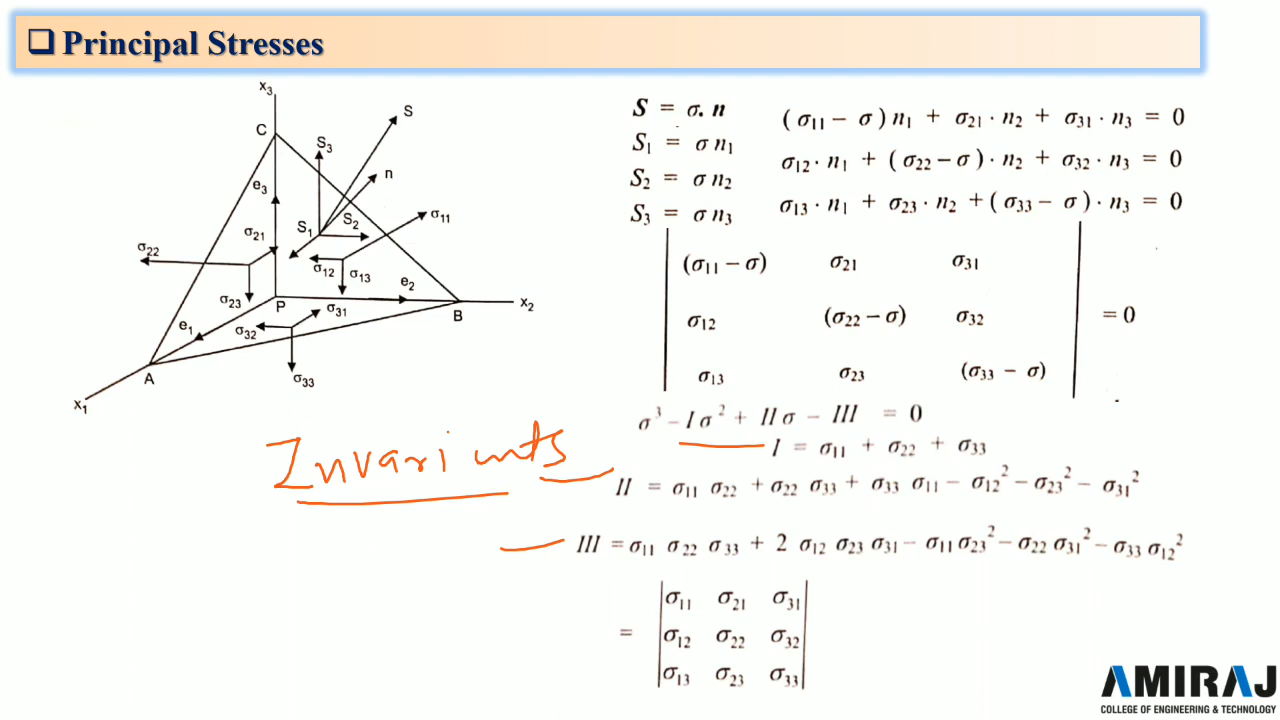 ❑ Principal Stresses
x₃
C
S
S₃
n
e₃
S₁ S₂
σ₁₁
σ₂₁
σ₂₂
σ₁₂ σ₁₃
e₂
σ₂₃ P
σ₃₁
B
x₂
e₁
σ₃₂
A
σ₃₃
x₁
S = σ. n
S₁ = σ n₁
S₂ = σ n₂
S₃ = σ n₃
(σ₁₁ − σ) n₁ + σ₂₁ · n₂ + σ₃₁ · n₃ = 0
σ₁₂ · n₁ + (σ₂₂ − σ) · n₂ + σ₃₂ · n₃ = 0
σ₁₃ · n₁ + σ₂₃ · n₂ + (σ₃₃ − σ) · n₃ = 0
| (σ₁₁ − σ) σ₂₁ σ₃₁ |
| σ₁₂ (σ₂₂ − σ) σ₃₂ | = 0
| σ₁₃ σ₂₃ (σ₃₃ − σ) |
σ³ − I σ² + II σ − III = 0
I = σ₁₁ + σ₂₂ + σ₃₃
Invariants
II = σ₁₁ σ₂₂ + σ₂₂ σ₃₃ + σ₃₃ σ₁₁ − σ₁₂² − σ₂₃² − σ₃₁²
III = σ₁₁ σ₂₂ σ₃₃ + 2 σ₁₂ σ₂₃ σ₃₁ − σ₁₁ σ₂₃² − σ₂₂ σ₃₁² − σ₃₃ σ₁₂²
| σ₁₁ σ₂₁ σ₃₁ |
= | σ₁₂ σ₂₂ σ₃₂ |
| σ₁₃ σ₂₃ σ₃₃ |
AMIRAJ
COLLEGE OF ENGINEERING & TECHNOLOGY